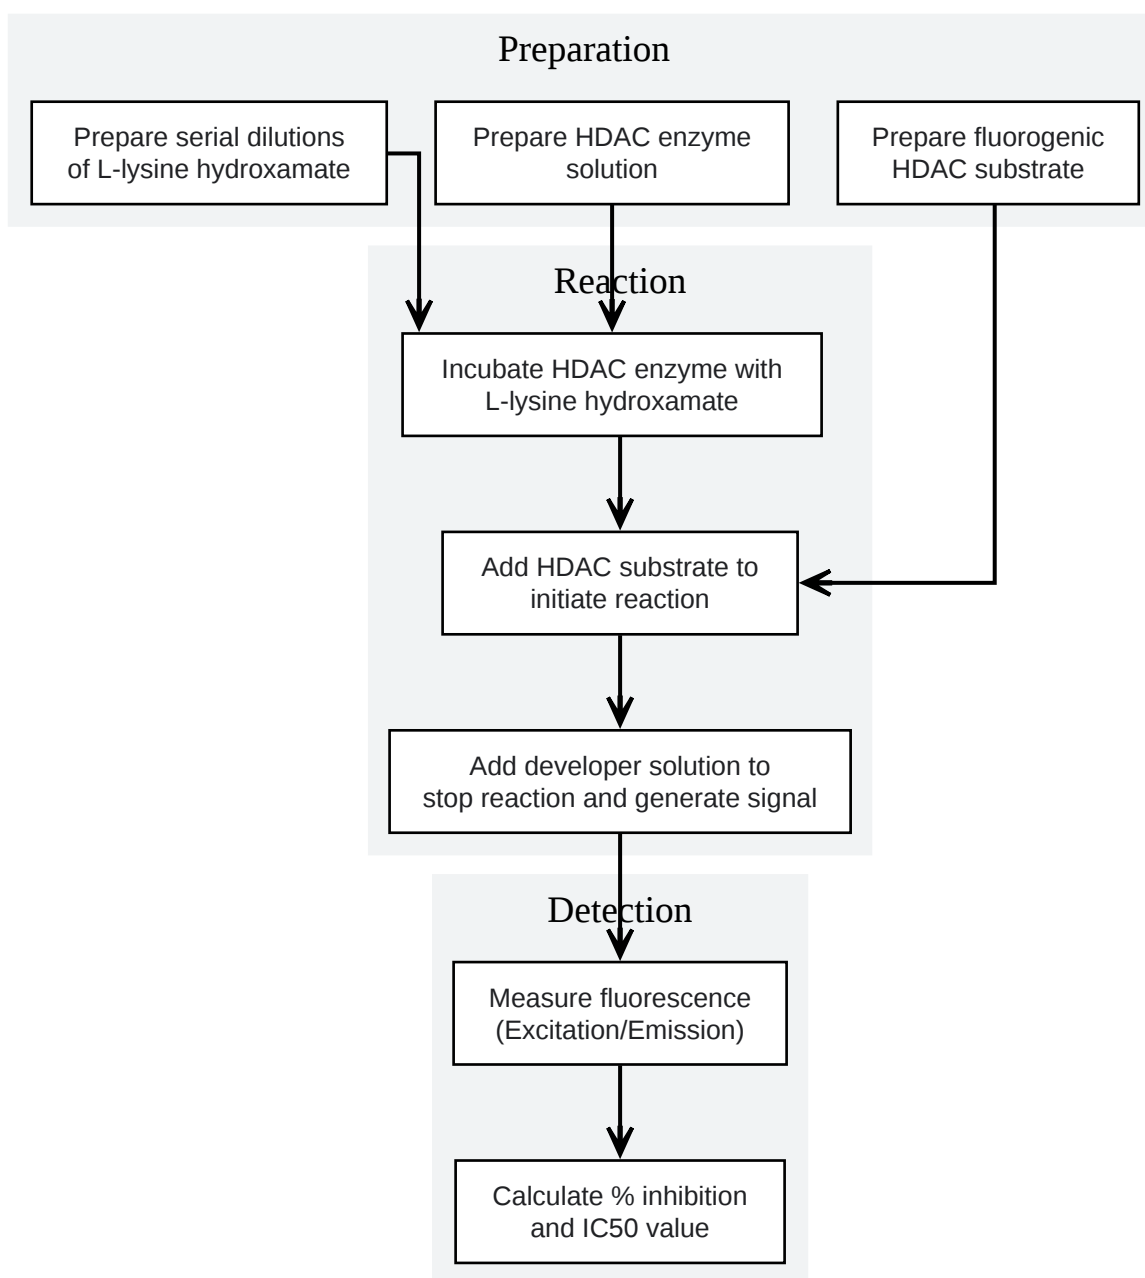 Preparation
Prepare serial dilutions
of L-lysine hydroxamate
Prepare HDAC enzyme
solution
Prepare fluorogenic
HDAC substrate
Reaction
Incubate HDAC enzyme with
L-lysine hydroxamate
Add HDAC substrate to
initiate reaction
Add developer solution to
stop reaction and generate signal
Detection
Measure fluorescence
(Excitation/Emission)
Calculate % inhibition
and IC50 value